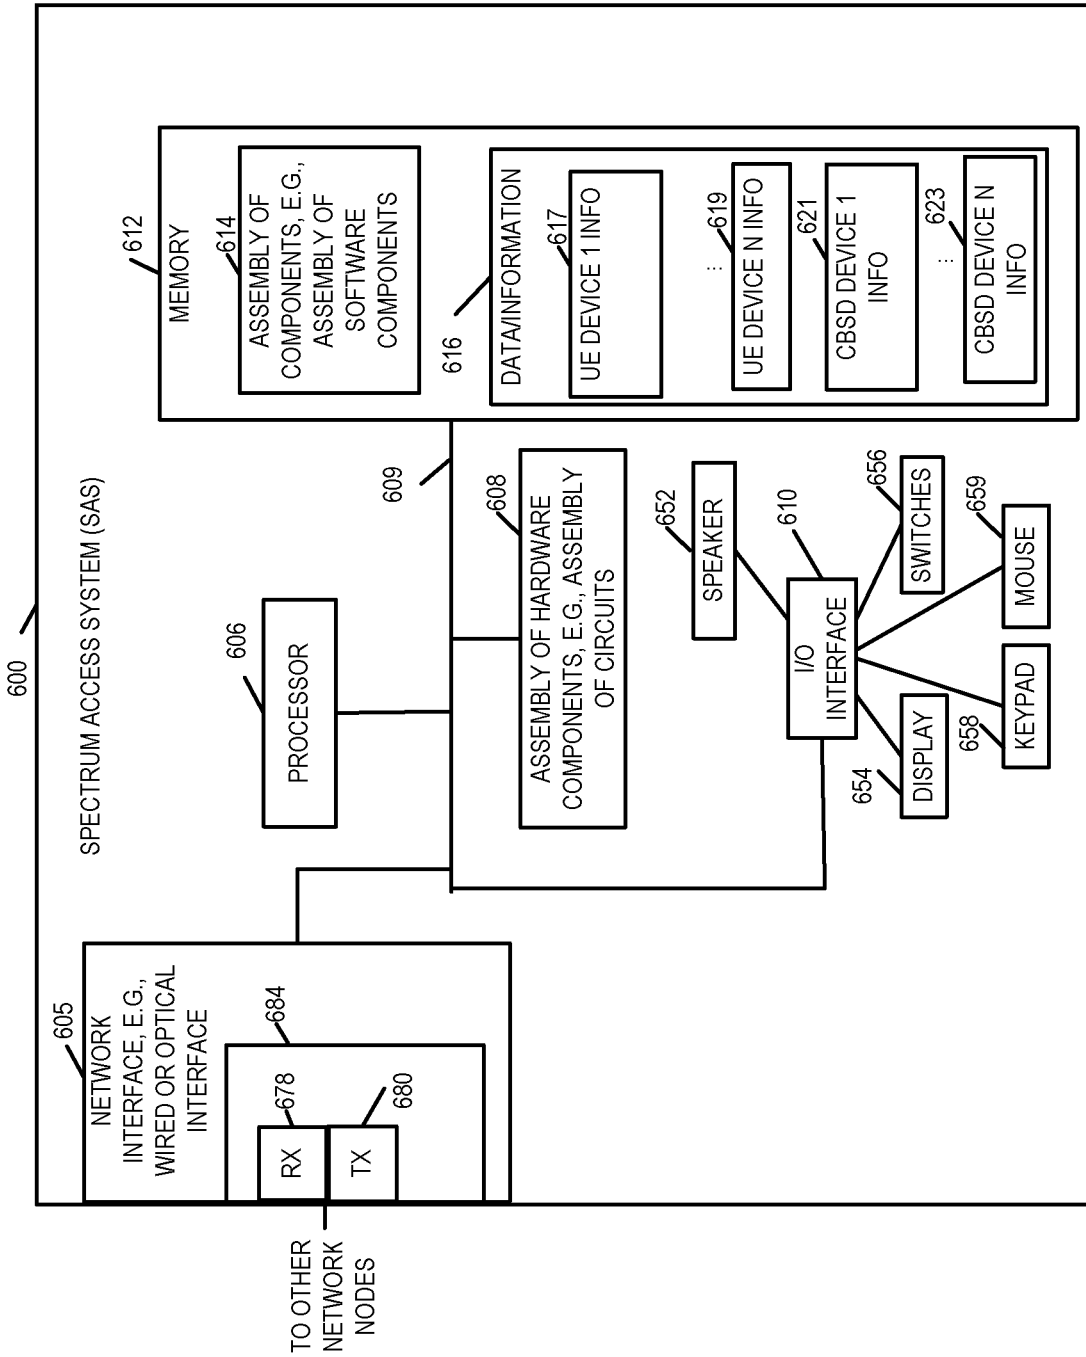 600
SPECTRUM ACCESS SYSTEM (SAS)
605
NETWORK
INTERFACE, E.G.,
WIRED OR OPTICAL
INTERFACE
684
678
RX
680
TX
TO OTHER
NETWORK
NODES
606
PROCESSOR
609
608
ASSEMBLY OF HARDWARE
COMPONENTS, E.G., ASSEMBLY
OF CIRCUITS
612
MEMORY
614
ASSEMBLY OF
COMPONENTS, E.G.,
ASSEMBLY OF
SOFTWARE
COMPONENTS
616
DATA/INFORMATION
617
UE DEVICE 1 INFO
...
619
UE DEVICE N INFO
621
CBSD DEVICE 1
INFO
...
623
CBSD DEVICE N
INFO
652
SPEAKER
610
I/O
INTERFACE
656
SWITCHES
659
MOUSE
654
DISPLAY
658
KEYPAD